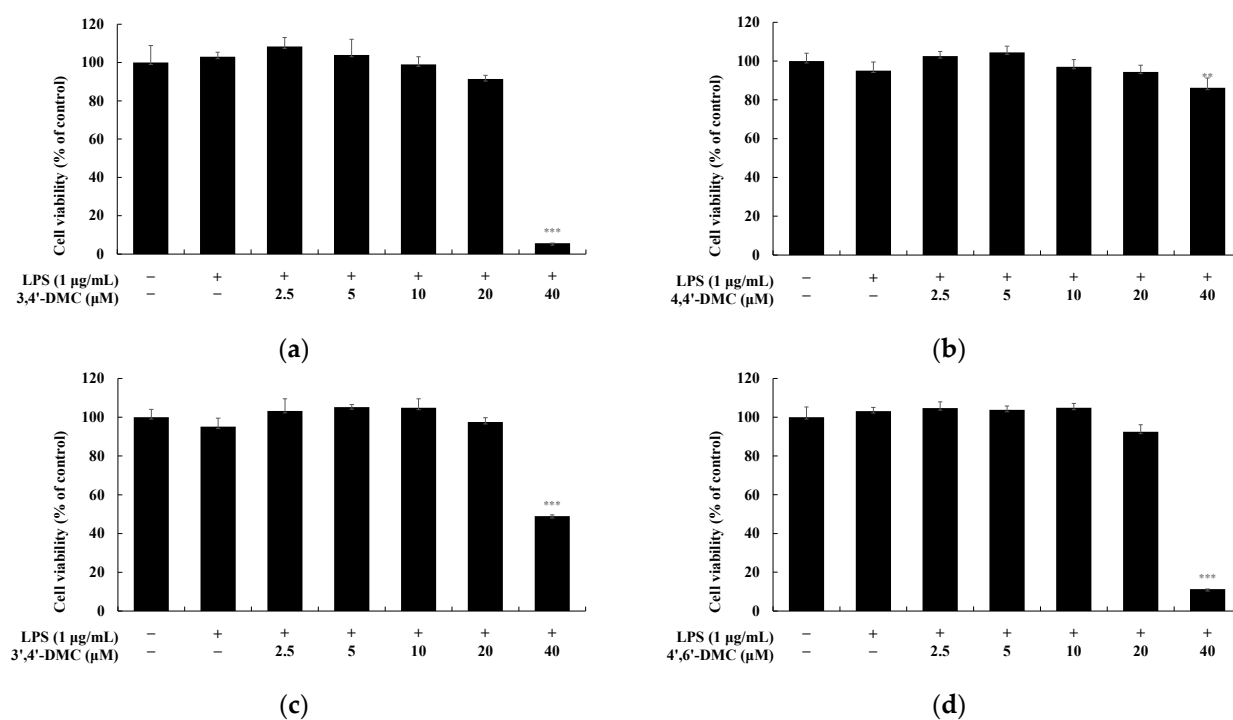 120
100
80
60
40
20
0
Cell viability (% of control)
***
LPS (1 μg/mL) − + + + + + +
3,4'-DMC (μM) − − 2.5 5 10 20 40
(a)
120
100
80
60
40
20
0
Cell viability (% of control)
**
LPS (1 μg/mL) − + + + + + +
4,4'-DMC (μM) − − 2.5 5 10 20 40
(b)
120
100
80
60
40
20
0
Cell viability (% of control)
***
LPS (1 μg/mL) − + + + + + +
3',4'-DMC (μM) − − 2.5 5 10 20 40
(c)
120
100
80
60
40
20
0
Cell viability (% of control)
***
LPS (1 μg/mL) − + + + + + +
4',6'-DMC (μM) − − 2.5 5 10 20 40
(d)